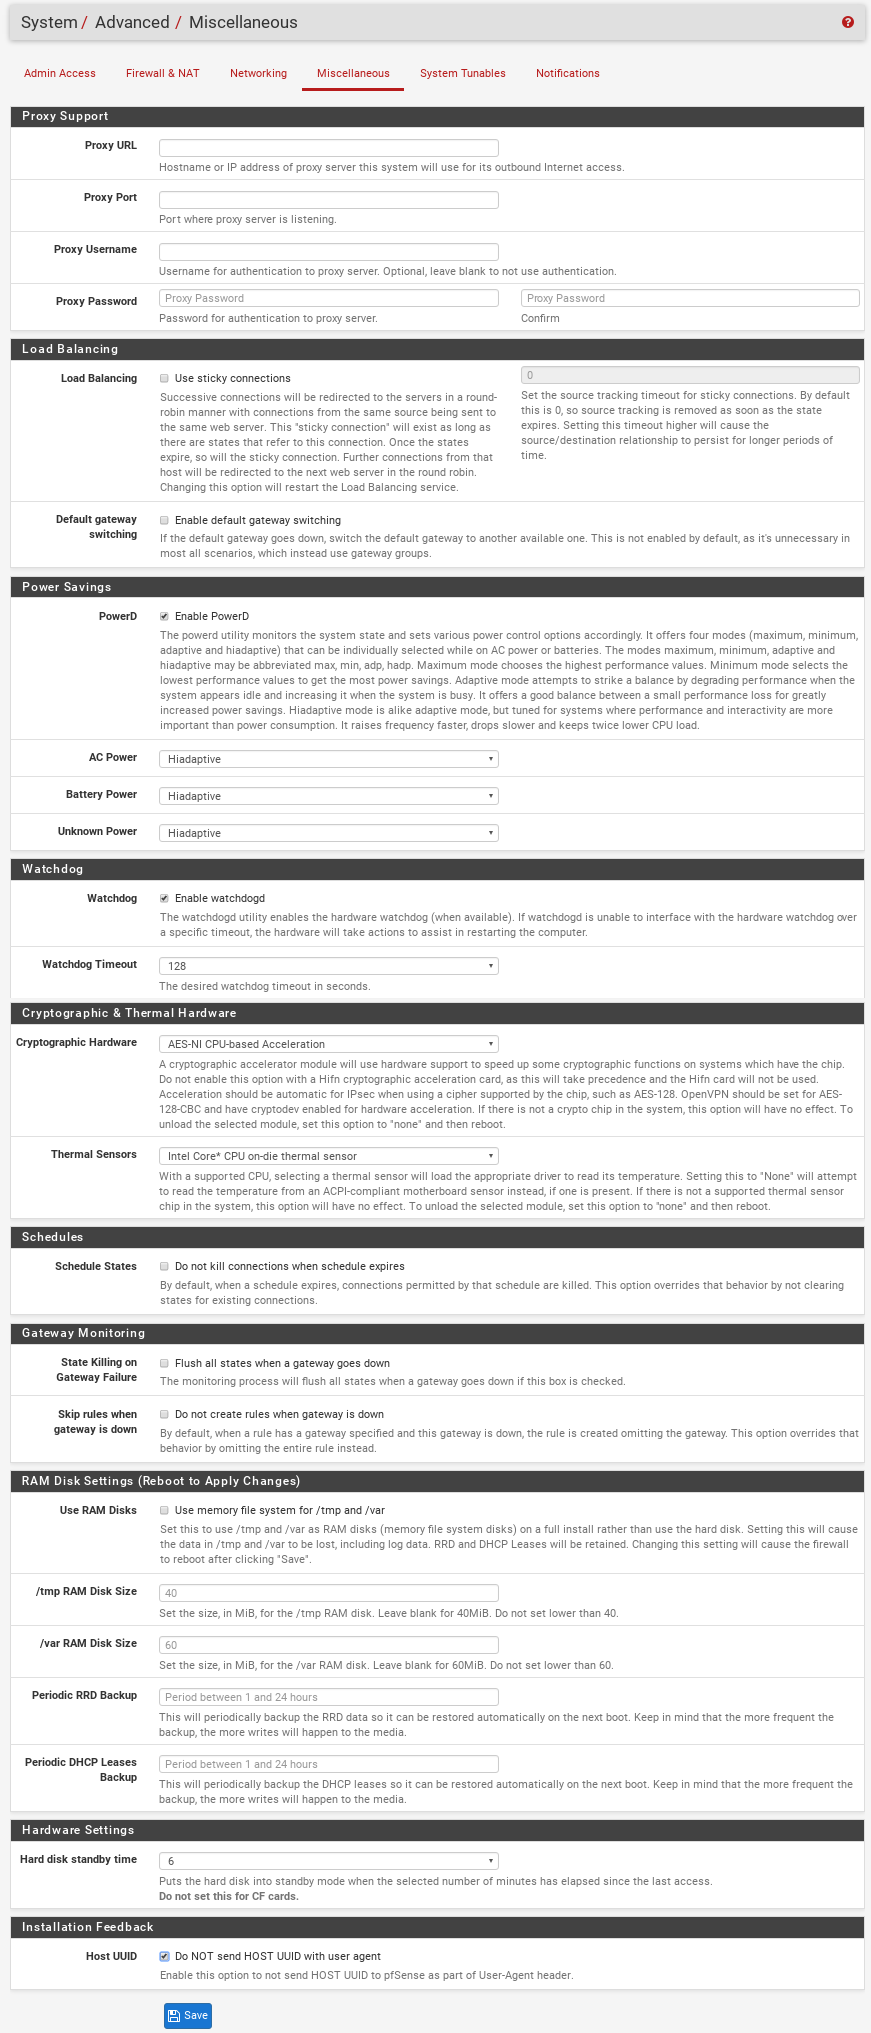 System / Advanced / Miscellaneous
Admin Access Firewall & NAT Networking Miscellaneous System Tunables Notifications
Proxy Support
Proxy URL
Hostname or IP address of proxy server this system will use for its outbound Internet access.
Proxy Port
Port where proxy server is listening.
Proxy Username
Username for authentication to proxy server. Optional, leave blank to not use authentication.
Proxy Password Proxy Password Proxy Password
Password for authentication to proxy server. Confirm
Load Balancing
Load Balancing Use sticky connections
Successive connections will be redirected to the servers in a round-
robin manner with connections from the same source being sent to
the same web server. This "sticky connection" will exist as long as
there are states that refer to this connection. Once the states
expire, so will the sticky connection. Further connections from that
host will be redirected to the next web server in the round robin.
Changing this option will restart the Load Balancing service.
0
Set the source tracking timeout for sticky connections. By default
this is 0, so source tracking is removed as soon as the state
expires. Setting this timeout higher will cause the
source/destination relationship to persist for longer periods of
time.
Default gateway
switching
Enable default gateway switching
If the default gateway goes down, switch the default gateway to another available one. This is not enabled by default, as it's unnecessary in
most all scenarios, which instead use gateway groups.
Power Savings
PowerD Enable PowerD
The powerd utility monitors the system state and sets various power control options accordingly. It offers four modes (maximum, minimum,
adaptive and hiadaptive) that can be individually selected while on AC power or batteries. The modes maximum, minimum, adaptive and
hiadaptive may be abbreviated max, min, adp, hadp. Maximum mode chooses the highest performance values. Minimum mode selects the
lowest performance values to get the most power savings. Adaptive mode attempts to strike a balance by degrading performance when the
system appears idle and increasing it when the system is busy. It offers a good balance between a small performance loss for greatly
increased power savings. Hiadaptive mode is alike adaptive mode, but tuned for systems where performance and interactivity are more
important than power consumption. It raises frequency faster, drops slower and keeps twice lower CPU load.
AC Power Hiadaptive
Battery Power Hiadaptive
Unknown Power Hiadaptive
Watchdog
Watchdog Enable watchdogd
The watchdogd utility enables the hardware watchdog (when available). If watchdogd is unable to interface with the hardware watchdog over
a specific timeout, the hardware will take actions to assist in restarting the computer.
Watchdog Timeout 128
The desired watchdog timeout in seconds.
Cryptographic & Thermal Hardware
Cryptographic Hardware AES-NI CPU-based Acceleration
A cryptographic accelerator module will use hardware support to speed up some cryptographic functions on systems which have the chip.
Do not enable this option with a Hifn cryptographic acceleration card, as this will take precedence and the Hifn card will not be used.
Acceleration should be automatic for IPsec when using a cipher supported by the chip, such as AES-128. OpenVPN should be set for AES-
128-CBC and have cryptodev enabled for hardware acceleration. If there is not a crypto chip in the system, this option will have no effect. To
unload the selected module, set this option to "none" and then reboot.
Thermal Sensors Intel Core* CPU on-die thermal sensor
With a supported CPU, selecting a thermal sensor will load the appropriate driver to read its temperature. Setting this to "None" will attempt
to read the temperature from an ACPI-compliant motherboard sensor instead, if one is present. If there is not a supported thermal sensor
chip in the system, this option will have no effect. To unload the selected module, set this option to "none" and then reboot.
Schedules
Schedule States Do not kill connections when schedule expires
By default, when a schedule expires, connections permitted by that schedule are killed. This option overrides that behavior by not clearing
states for existing connections.
Gateway Monitoring
State Killing on
Gateway Failure
Flush all states when a gateway goes down
The monitoring process will flush all states when a gateway goes down if this box is checked.
Skip rules when
gateway is down
Do not create rules when gateway is down
By default, when a rule has a gateway specified and this gateway is down, the rule is created omitting the gateway. This option overrides that
behavior by omitting the entire rule instead.
RAM Disk Settings (Reboot to Apply Changes)
Use RAM Disks Use memory file system for /tmp and /var
Set this to use /tmp and /var as RAM disks (memory file system disks) on a full install rather than use the hard disk. Setting this will cause
the data in /tmp and /var to be lost, including log data. RRD and DHCP Leases will be retained. Changing this setting will cause the firewall
to reboot after clicking "Save".
/tmp RAM Disk Size 40
Set the size, in MiB, for the /tmp RAM disk. Leave blank for 40MiB. Do not set lower than 40.
/var RAM Disk Size 60
Set the size, in MiB, for the /var RAM disk. Leave blank for 60MiB. Do not set lower than 60.
Periodic RRD Backup Period between 1 and 24 hours
This will periodically backup the RRD data so it can be restored automatically on the next boot. Keep in mind that the more frequent the
backup, the more writes will happen to the media.
Periodic DHCP Leases
Backup
Period between 1 and 24 hours
This will periodically backup the DHCP leases so it can be restored automatically on the next boot. Keep in mind that the more frequent the
backup, the more writes will happen to the media.
Hardware Settings
Hard disk standby time 6
Puts the hard disk into standby mode when the selected number of minutes has elapsed since the last access.
Do not set this for CF cards.
Installation Feedback
Host UUID Do NOT send HOST UUID with user agent
Enable this option to not send HOST UUID to pfSense as part of User-Agent header.
Save